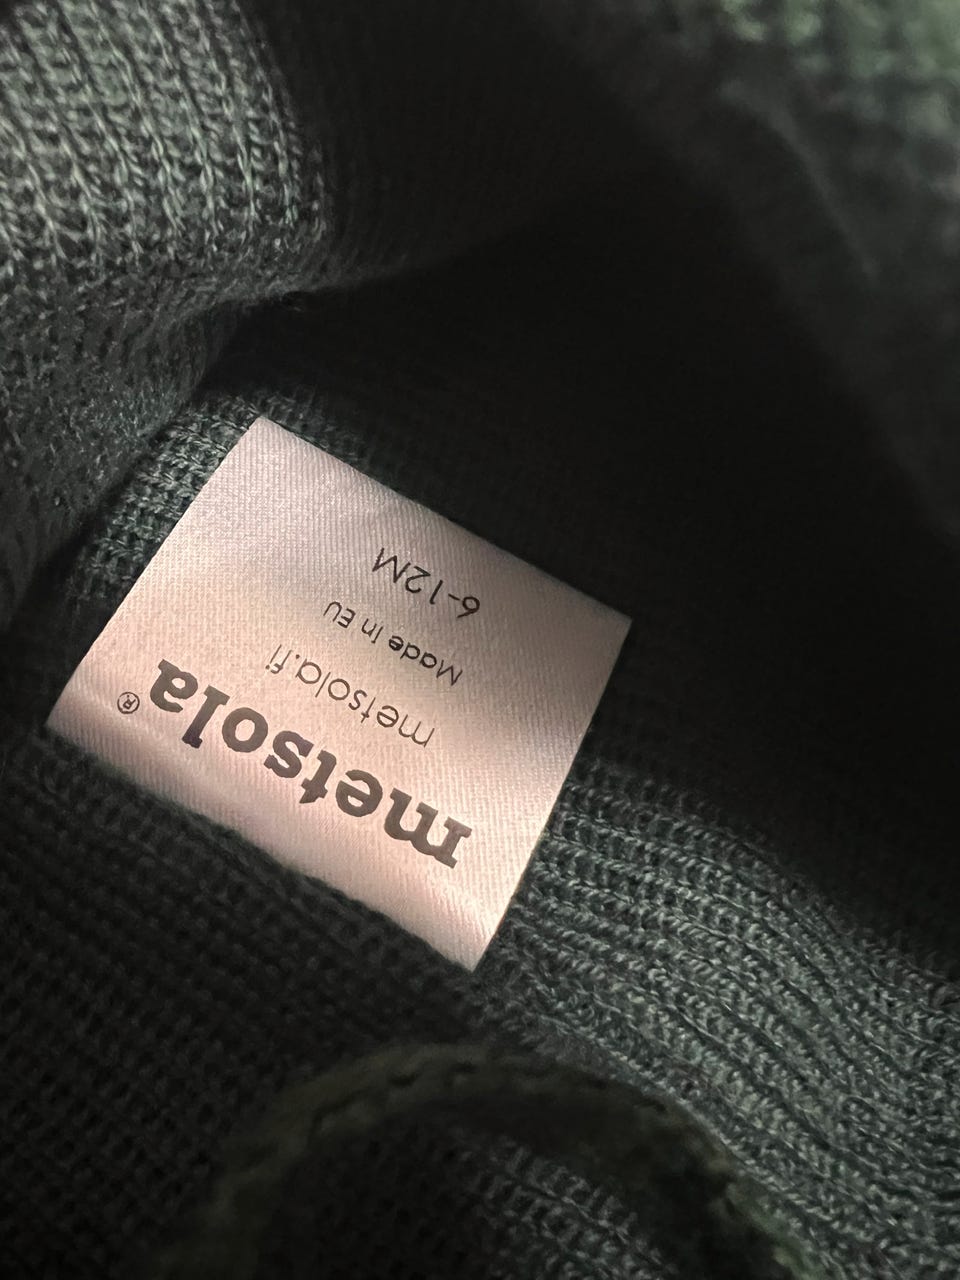 metsola®
metsola.fi
Made in EU
6-12M